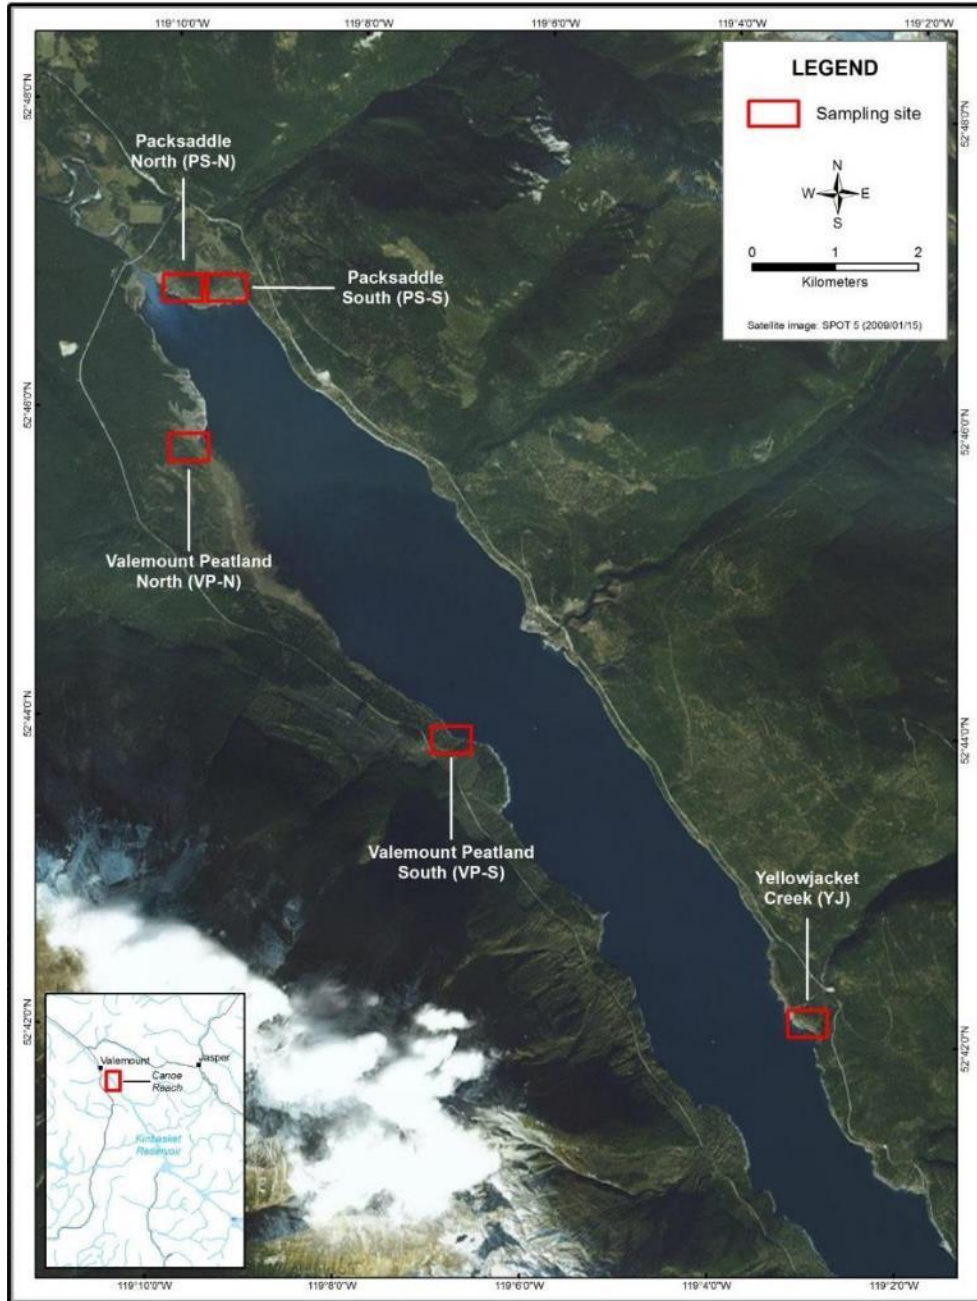 119°10'0"W
119°8'0"W
119°6'0"W
119°4'0"W
119°2'0"W
52°48'0"N
52°48'0"N
LEGEND
Sampling site
N
W
E
S
0
1
2
Kilometers
Satellite image: SPOT 5 (2009/01/15)
Packsaddle
North (PS-N)
Packsaddle
South (PS-S)
52°46'0"N
52°46'0"N
Valemount Peatland
North (VP-N)
52°44'0"N
52°44'0"N
Valemount Peatland
South (VP-S)
Yellowjacket
Creek (YJ)
52°42'0"N
52°42'0"N
Valemount
Jasper
Canoe
Reach
Kinbasket
Reservoir
119°10'0"W
119°8'0"W
119°6'0"W
119°4'0"W
119°2'0"W